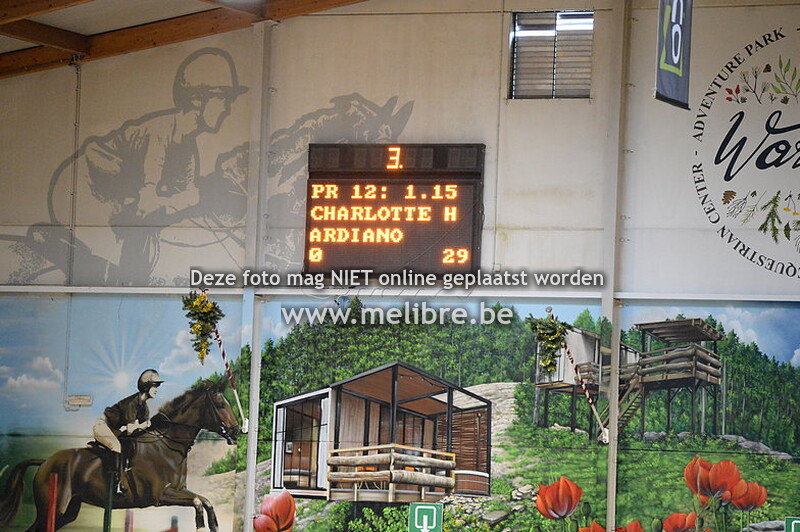 3.
PR 12: 1.15
CHARLOTTE H
ARDIANO
0 29
ADVENTURE PARK
EQUESTRIAN CENTER
Wor
Deze foto mag NIET online geplaatst worden
www.melibre.be